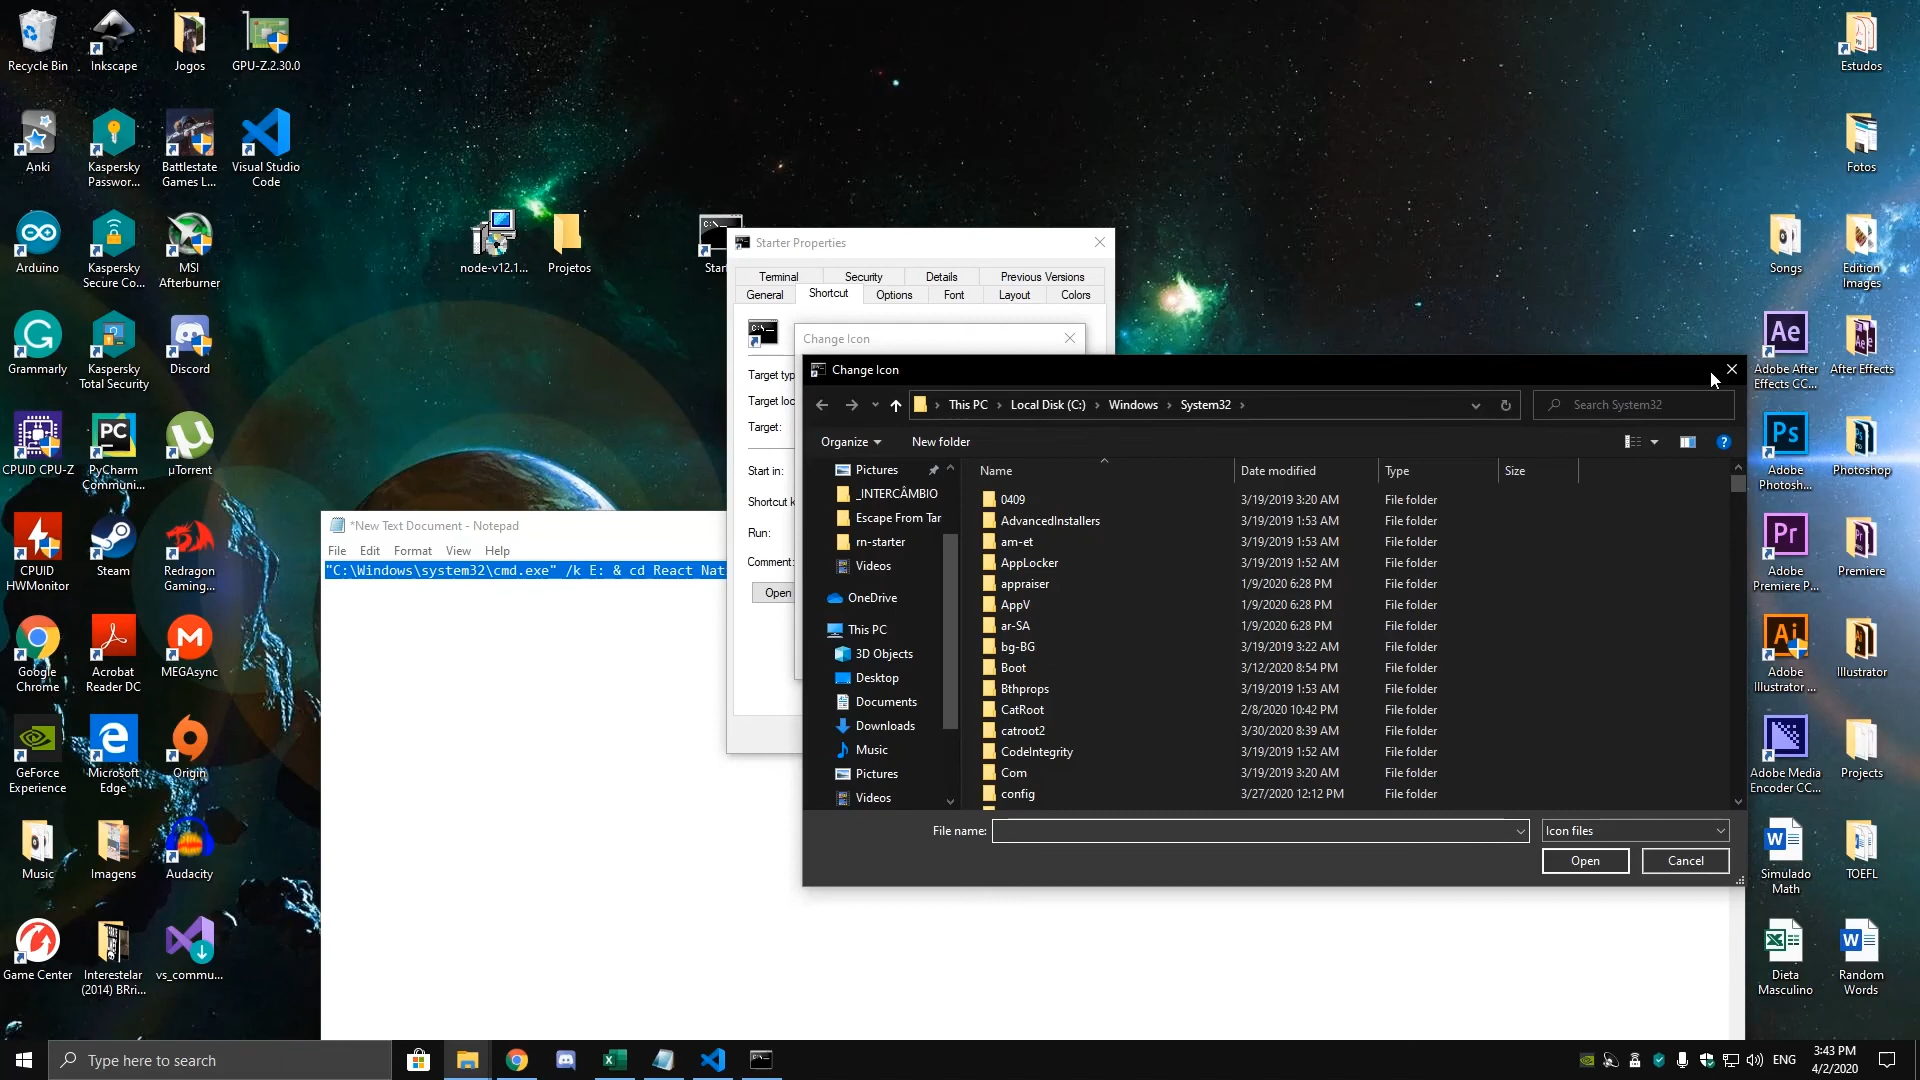 Recycle Bin
Inkscape
Jogos
GPU-Z.2.30.0
Anki
Kaspersky
Passwor...
Battlestate
Games L...
Visual Studio
Code
Arduino
Kaspersky
Secure Co...
MSI
Afterburner
Grammarly
Kaspersky
Total Security
Discord
CPUID CPU-Z
PyCharm
Communi...
µTorrent
CPUID
HWMonitor
Steam
Redragon
Gaming...
Google
Chrome
Acrobat
Reader DC
MEGAsync
GeForce
Experience
Microsoft
Edge
Origin
Music
Imagens
Audacity
Game Center
Interestelar
(2014) BRri...
vs_commu...
node-v12.1...
Projetos
Start
*New Text Document - Notepad
File Edit Format View Help
"C:\Windows\system32\cmd.exe" /k E: & cd React Nat
Starter Properties
Terminal Security Details Previous Versions
General Shortcut Options Font Layout Colors
Target typ
Target loc
Target:
Start in:
Shortcut k
Run:
Comment:
Open
Change Icon
Change Icon
This PC
Local Disk (C:)
Windows
System32
Search System32
Organize
New folder
Pictures
_INTERCÂMBIO
Escape From Tar
rn-starter
Videos
OneDrive
This PC
3D Objects
Desktop
Documents
Downloads
Music
Pictures
Videos
Name Date modified Type Size
0409 3/19/2019 3:20 AM File folder
AdvancedInstallers 3/19/2019 1:53 AM File folder
am-et 3/19/2019 1:53 AM File folder
AppLocker 3/19/2019 1:52 AM File folder
appraiser 1/9/2020 6:28 PM File folder
AppV 1/9/2020 6:28 PM File folder
ar-SA 1/9/2020 6:28 PM File folder
bg-BG 3/19/2019 3:22 AM File folder
Boot 3/12/2020 8:54 PM File folder
Bthprops 3/19/2019 1:53 AM File folder
CatRoot 2/8/2020 10:42 PM File folder
catroot2 3/30/2020 8:39 AM File folder
CodeIntegrity 3/19/2019 1:52 AM File folder
Com 3/19/2019 3:20 AM File folder
config 3/27/2020 12:12 PM File folder
File name:
Icon files
Open
Cancel
Estudos
Fotos
Songs
Edition
Images
Adobe After
Effects CC...
After Effects
Adobe
Photosh...
Photoshop
Adobe
Premiere P...
Premiere
Adobe
Illustrator ...
Illustrator
Adobe Media
Encoder CC...
Projects
Simulado
Math
TOEFL
Dieta
Masculino
Random
Words
Type here to search
ENG
3:43 PM
4/2/2020